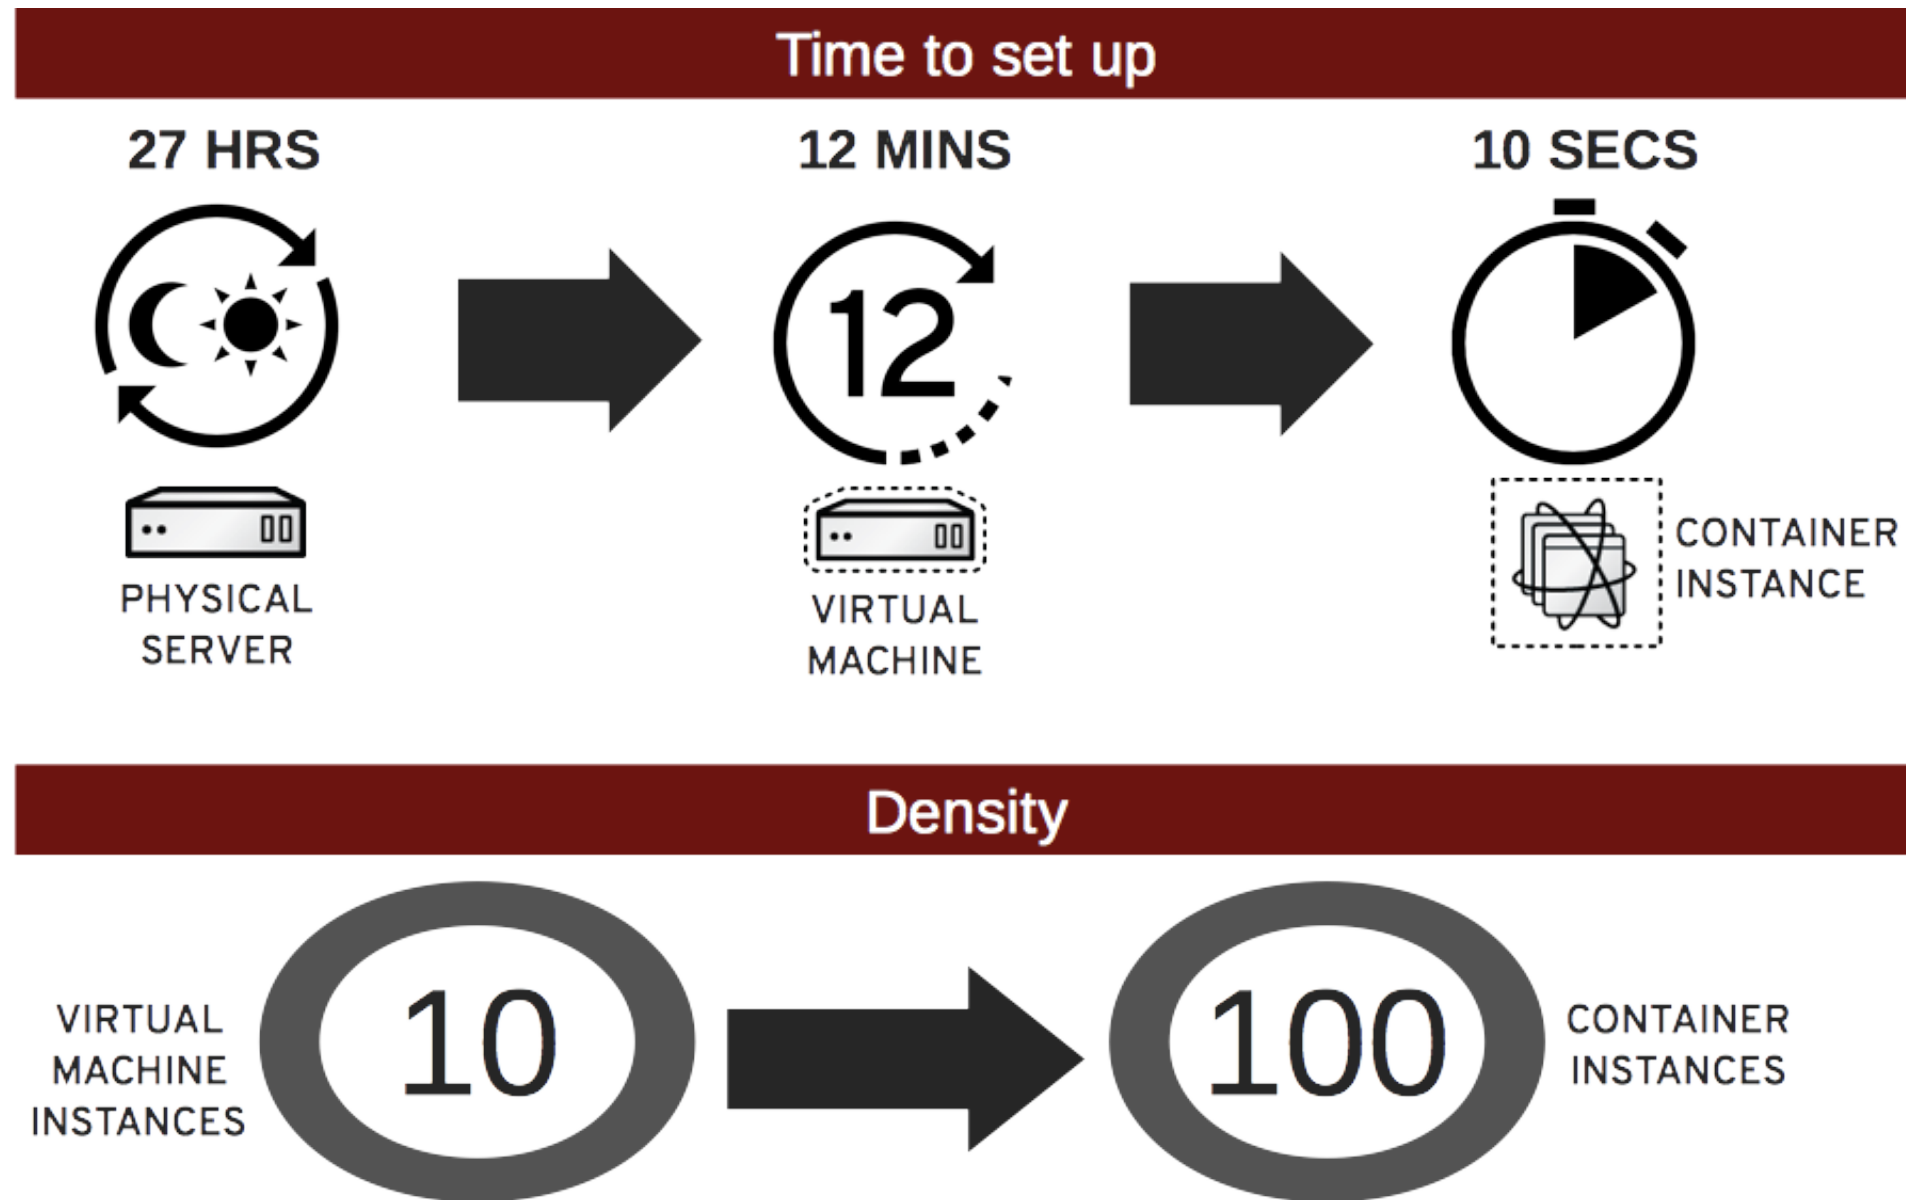 Time to set up
27 HRS
12 MINS
10 SECS
12
PHYSICAL
SERVER
VIRTUAL
MACHINE
CONTAINER
INSTANCE
Density
VIRTUAL
MACHINE
INSTANCES
10
100
CONTAINER
INSTANCES